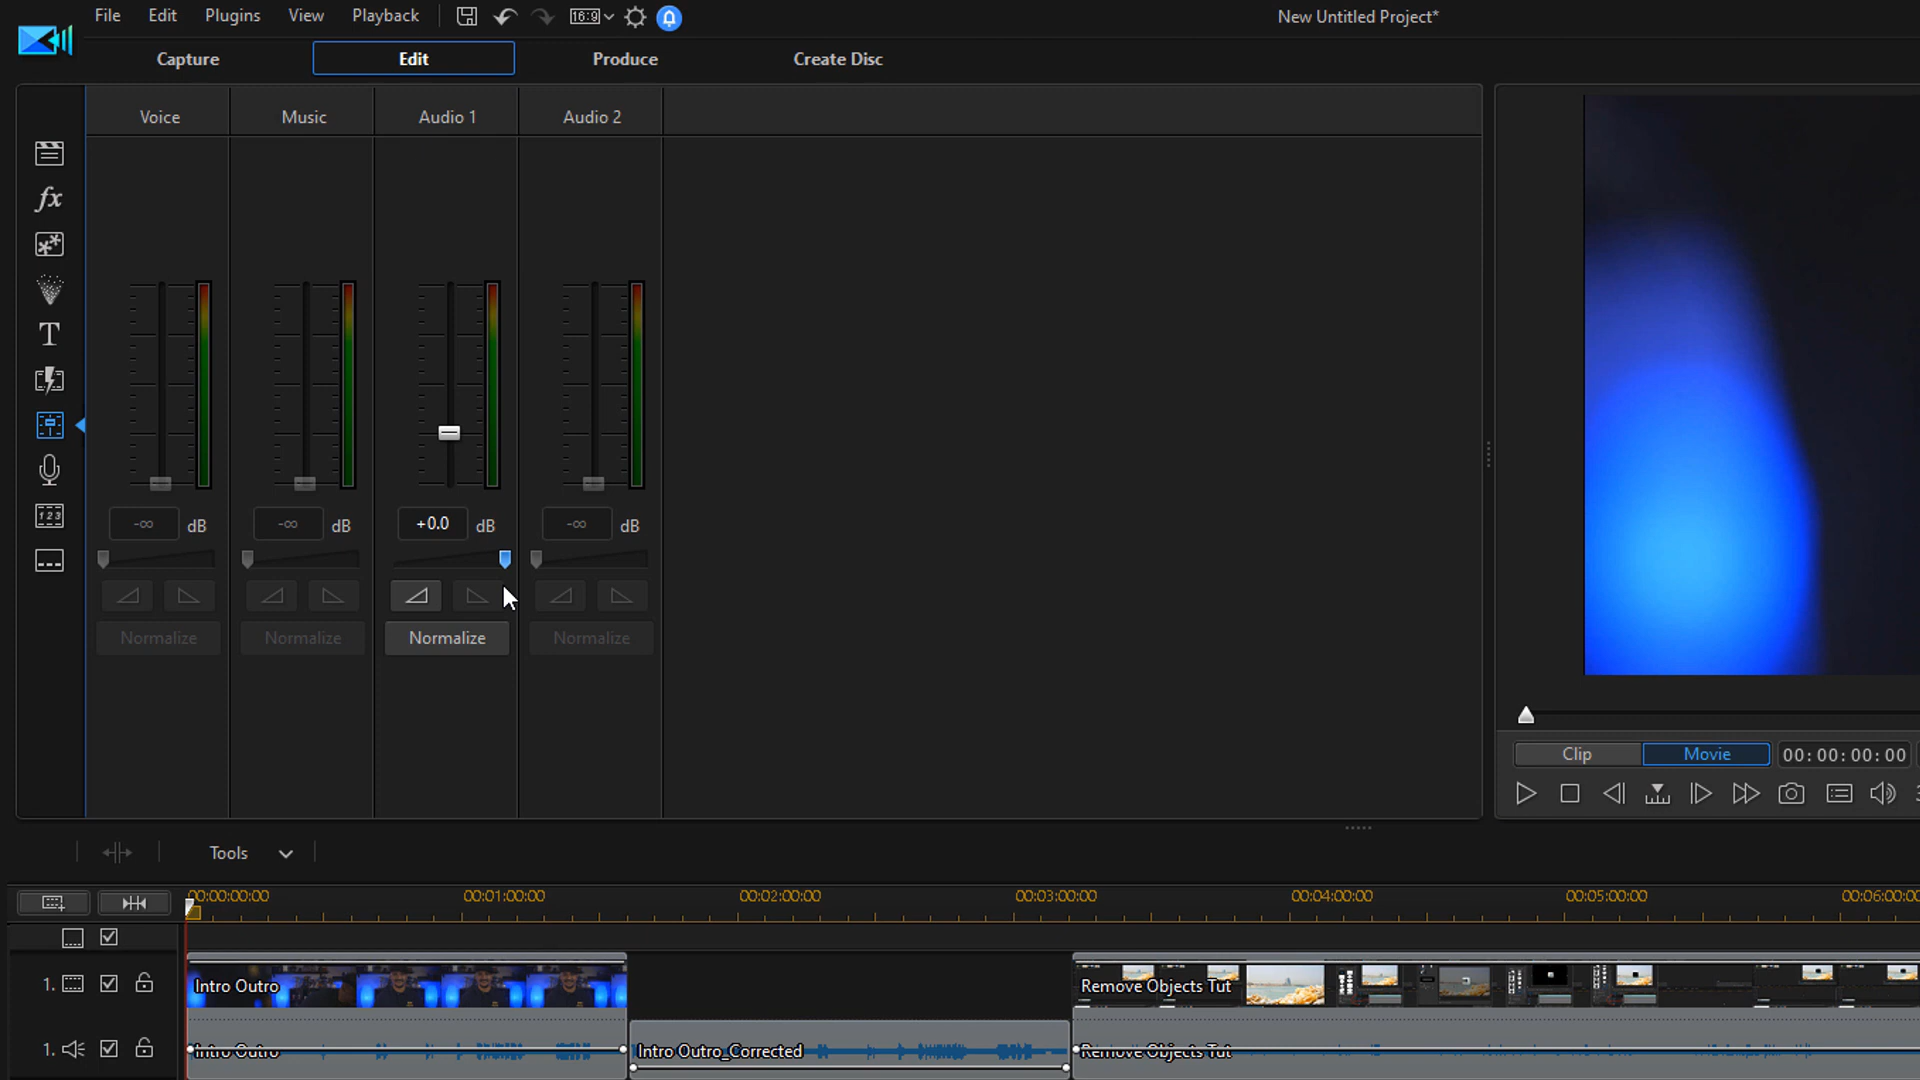 File Edit Plugins View Playback 16:9 New Untitled Project*
Capture Edit Produce Create Disc
Voice Music Audio 1 Audio 2
fx
T
-∞ dB -∞ dB +0.0 dB -∞ dB
Normalize Normalize Normalize Normalize
123
Clip Movie 00:00:00:00
Tools
00:00:00:00 00:01:00:00 00:02:00:00 00:03:00:00 00:04:00:00 00:05:00:00 00:06:00:00
1. Intro Outro Remove Objects Tut
1. Intro Outro Intro Outro_Corrected Remove Objects Tut